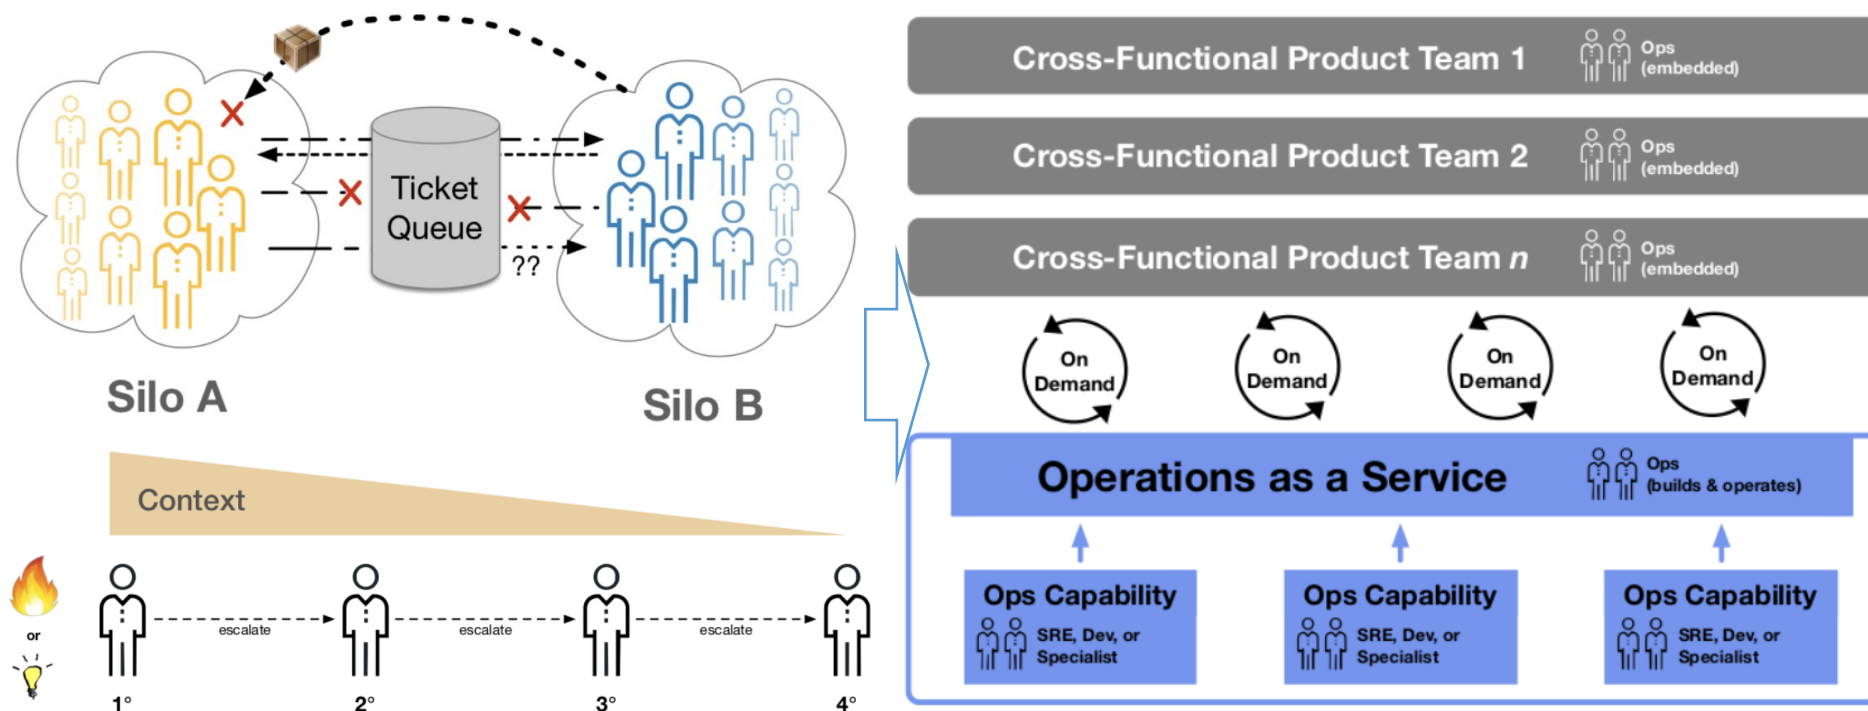 Ticket
Queue
??
Silo A
Silo B
Context
or
escalate
escalate
escalate
1°
2°
3°
4°
Cross-Functional Product Team 1
Ops
(embedded)
Cross-Functional Product Team 2
Ops
(embedded)
Cross-Functional Product Team n
Ops
(embedded)
On
Demand
On
Demand
On
Demand
On
Demand
Operations as a Service
Ops
(builds & operates)
Ops Capability
SRE, Dev, or
Specialist
Ops Capability
SRE, Dev, or
Specialist
Ops Capability
SRE, Dev, or
Specialist